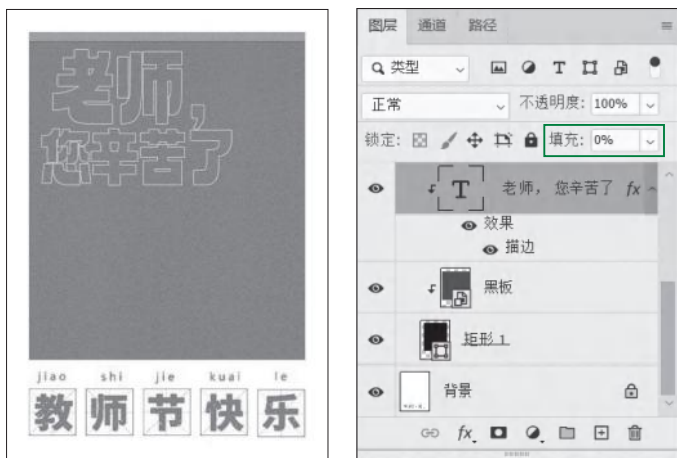 老师，
您辛苦了
jiao shi jie kuai le
教师节快乐
图层 通道 路径
类型
正常 不透明度: 100%
锁定: 填充: 0%
T 老师， 您辛苦了 fx
效果
描边
黑板
矩形 1
背景
fx